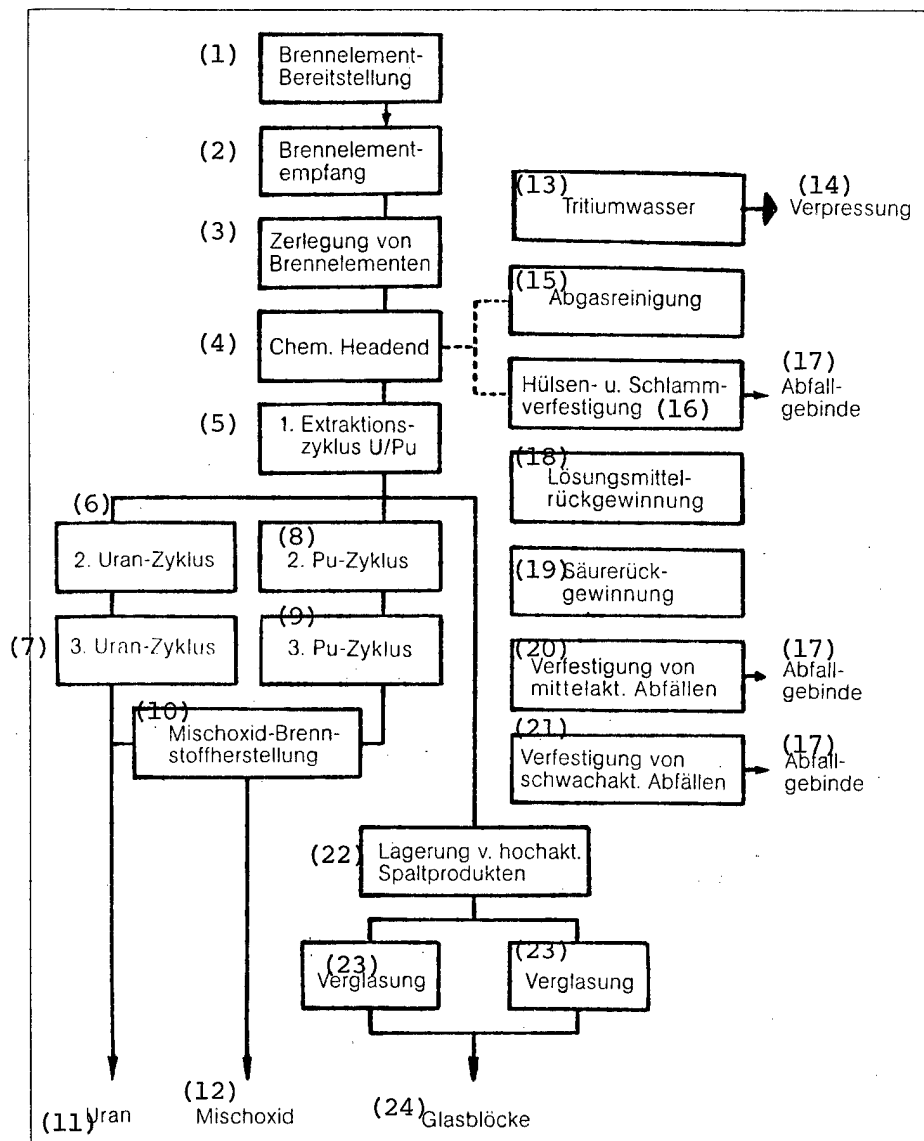 (1) Brennelement-
Bereitstellung
(2) Brennelement-
empfang
(3) Zerlegung von
Brennelementen
(4) Chem. Headend
(5) 1. Extraktions-
zyklus U/Pu
(6)
2. Uran-Zyklus
(7) 3. Uran-Zyklus
(8)
2. Pu-Zyklus
(9)
3. Pu-Zyklus
(10)
Mischoxid-Brenn-
stoffherstellung
(11) Uran
(12)
Mischoxid
(13) Tritiumwasser
(14)
Verpressung
(15)
Abgasreinigung
Hülsen- u. Schlamm-
verfestigung (16)
(17)
Abfall-
gebinde
(18)
Lösungsmittel-
rückgewinnung
(19) Säurerück-
gewinnung
(20)
Verfestigung von
mittelakt. Abfällen
(17)
Abfall-
gebinde
(21)
Verfestigung von
schwachakt. Abfällen
(17)
Abfall-
gebinde
(22) Lagerung v. hochakt.
Spaltprodukten
(23)
Verglasung
(23)
Verglasung
(24) Glasblöcke